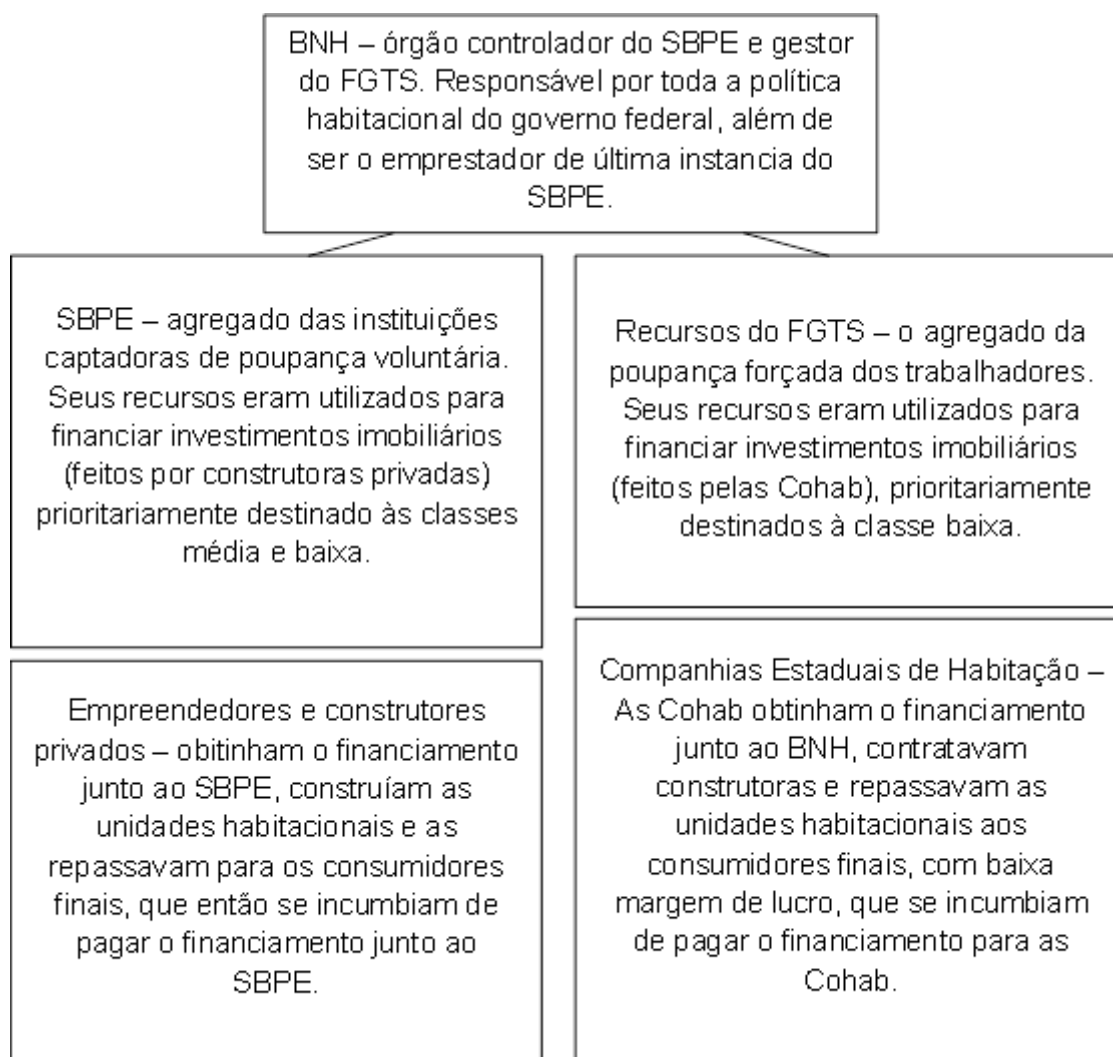 BNH – órgão controlador do SBPE e gestor
do FGTS. Responsável por toda a política
habitacional do governo federal, além de
ser o emprestador de última instancia do
SBPE.
SBPE – agregado das instituições
captadoras de poupança voluntária.
Seus recursos eram utilizados para
financiar investimentos imobiliários
(feitos por construtoras privadas)
prioritariamente destinado às classes
média e baixa.
Recursos do FGTS – o agregado da
poupança forçada dos trabalhadores.
Seus recursos eram utilizados para
financiar investimentos imobiliários
(feitos pelas Cohab), prioritariamente
destinados à classe baixa.
Empreendedores e construtores
privados – obitinham o financiamento
junto ao SBPE, construíam as
unidades habitacionais e as
repassavam para os consumidores
finais, que então se incumbiam de
pagar o financiamento junto ao
SBPE.
Companhias Estaduais de Habitação –
As Cohab obtinham o financiamento
junto ao BNH, contratavam
construtoras e repassavam as
unidades habitacionais aos
consumidores finais, com baixa
margem de lucro, que se incumbiam
de pagar o financiamento para as
Cohab.